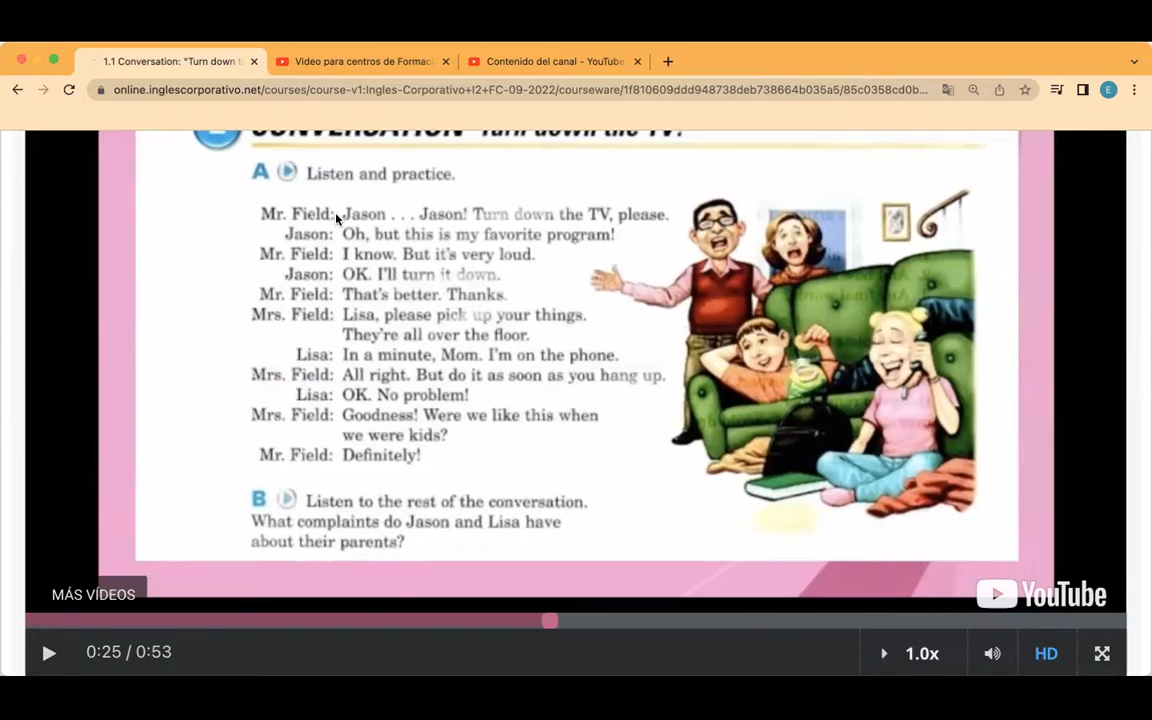 1.1 Conversation: "Turn down t
Video para centros de Formac
Contenido del canal - YouTube
online.inglescorporativo.net/courses/course-v1:Ingles-Corporativo+I2+FC-09-2022/courseware/1f810609ddd948738deb738664b035a5/85c0358cd0b...
E
CONVERSATION Turn down the TV!
A Listen and practice.
Mr. Field: Jason . . . Jason! Turn down the TV, please.
Jason: Oh, but this is my favorite program!
Mr. Field: I know. But it's very loud.
Jason: OK. I'll turn it down.
Mr. Field: That's better. Thanks.
Mrs. Field: Lisa, please pick up your things.
They're all over the floor.
Lisa: In a minute, Mom. I'm on the phone.
Mrs. Field: All right. But do it as soon as you hang up.
Lisa: OK. No problem!
Mrs. Field: Goodness! Were we like this when
we were kids?
Mr. Field: Definitely!
B Listen to the rest of the conversation.
What complaints do Jason and Lisa have
about their parents?
MÁS VÍDEOS
YouTube
0:25 / 0:53
1.0x
HD